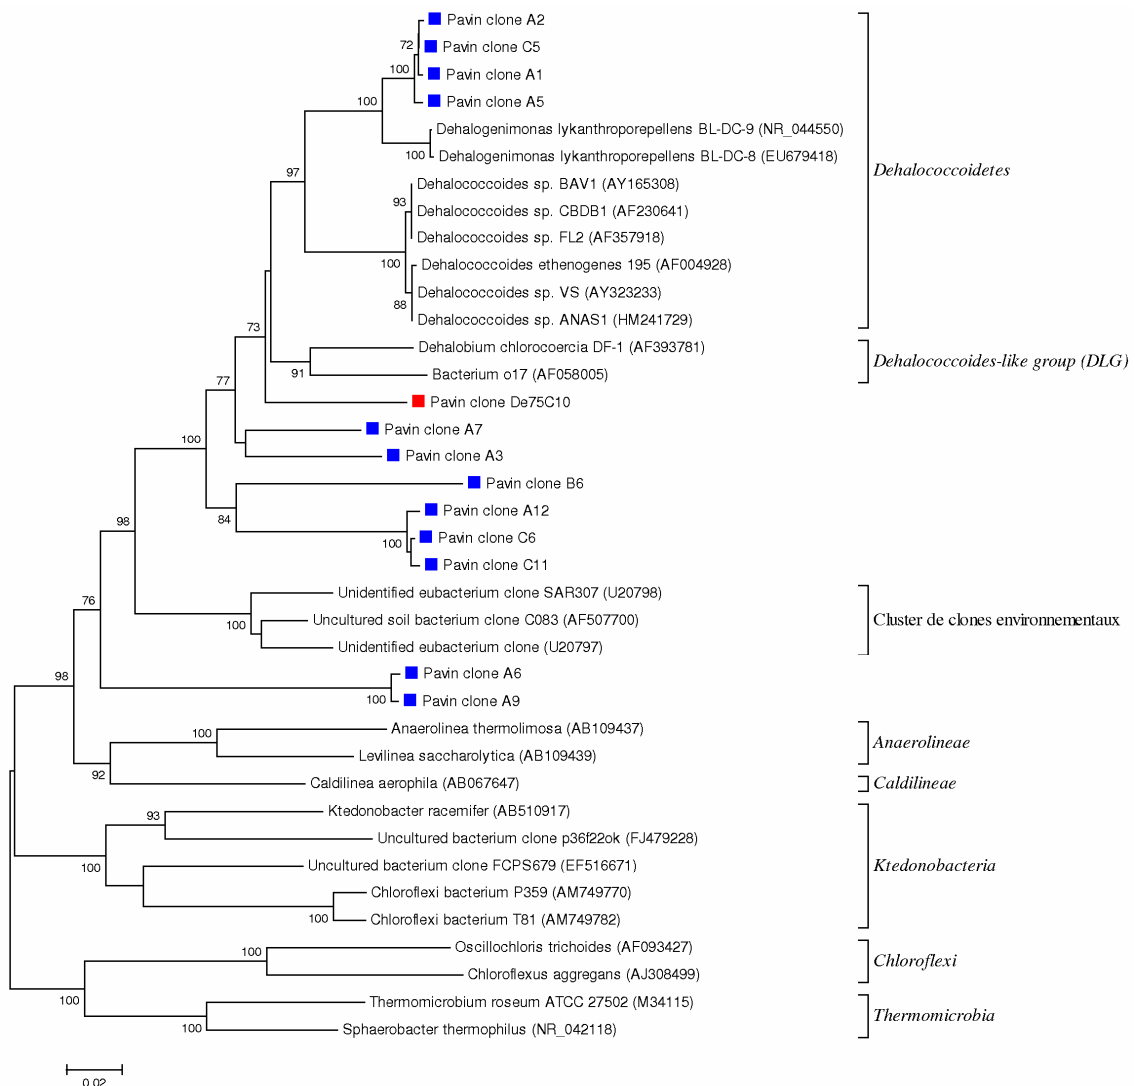 Pavin clone A2
72
Pavin clone C5
100
Pavin clone A1
100
Pavin clone A5
Dehalogenimonas lykanthroporepellens BL-DC-9 (NR_044550)
100
Dehalogenimonas lykanthroporepellens BL-DC-8 (EU679418)
Dehalococcoidetes
97
Dehalococcoides sp. BAV1 (AY165308)
93
Dehalococcoides sp. CBDB1 (AF230641)
Dehalococcoides sp. FL2 (AF357918)
100
Dehalococcoides ethenogenes 195 (AF004928)
Dehalococcoides sp. VS (AY323233)
88
Dehalococcoides sp. ANAS1 (HM241729)
73
Dehalobium chlorocoercia DF-1 (AF393781)
Dehalococcoides-like group (DLG)
91
Bacterium o17 (AF058005)
77
Pavin clone De75C10
Pavin clone A7
100
Pavin clone A3
Pavin clone B6
84
Pavin clone A12
98
Pavin clone C6
100
Pavin clone C11
Unidentified eubacterium clone SAR307 (U20798)
76
Uncultured soil bacterium clone C083 (AF507700)
Cluster de clones environnementaux
100
Unidentified eubacterium clone (U20797)
98
Pavin clone A6
100
Pavin clone A9
Anaerolinea thermolimosa (AB109437)
100
Anaerolineae
Levilinea saccharolytica (AB109439)
92
Caldilinea aerophila (AB067647)
Caldilineae
Ktedonobacter racemifer (AB510917)
93
Uncultured bacterium clone p36f22ok (FJ479228)
100
Uncultured bacterium clone FCPS679 (EF516671)
Ktedonobacteria
Chloroflexi bacterium P359 (AM749770)
100
Chloroflexi bacterium T81 (AM749782)
Oscillochloris trichoides (AF093427)
100
Chloroflexi
Chloroflexus aggregans (AJ308499)
100
Thermomicrobium roseum ATCC 27502 (M34115)
Thermomicrobia
100
Sphaerobacter thermophilus (NR_042118)
0.02